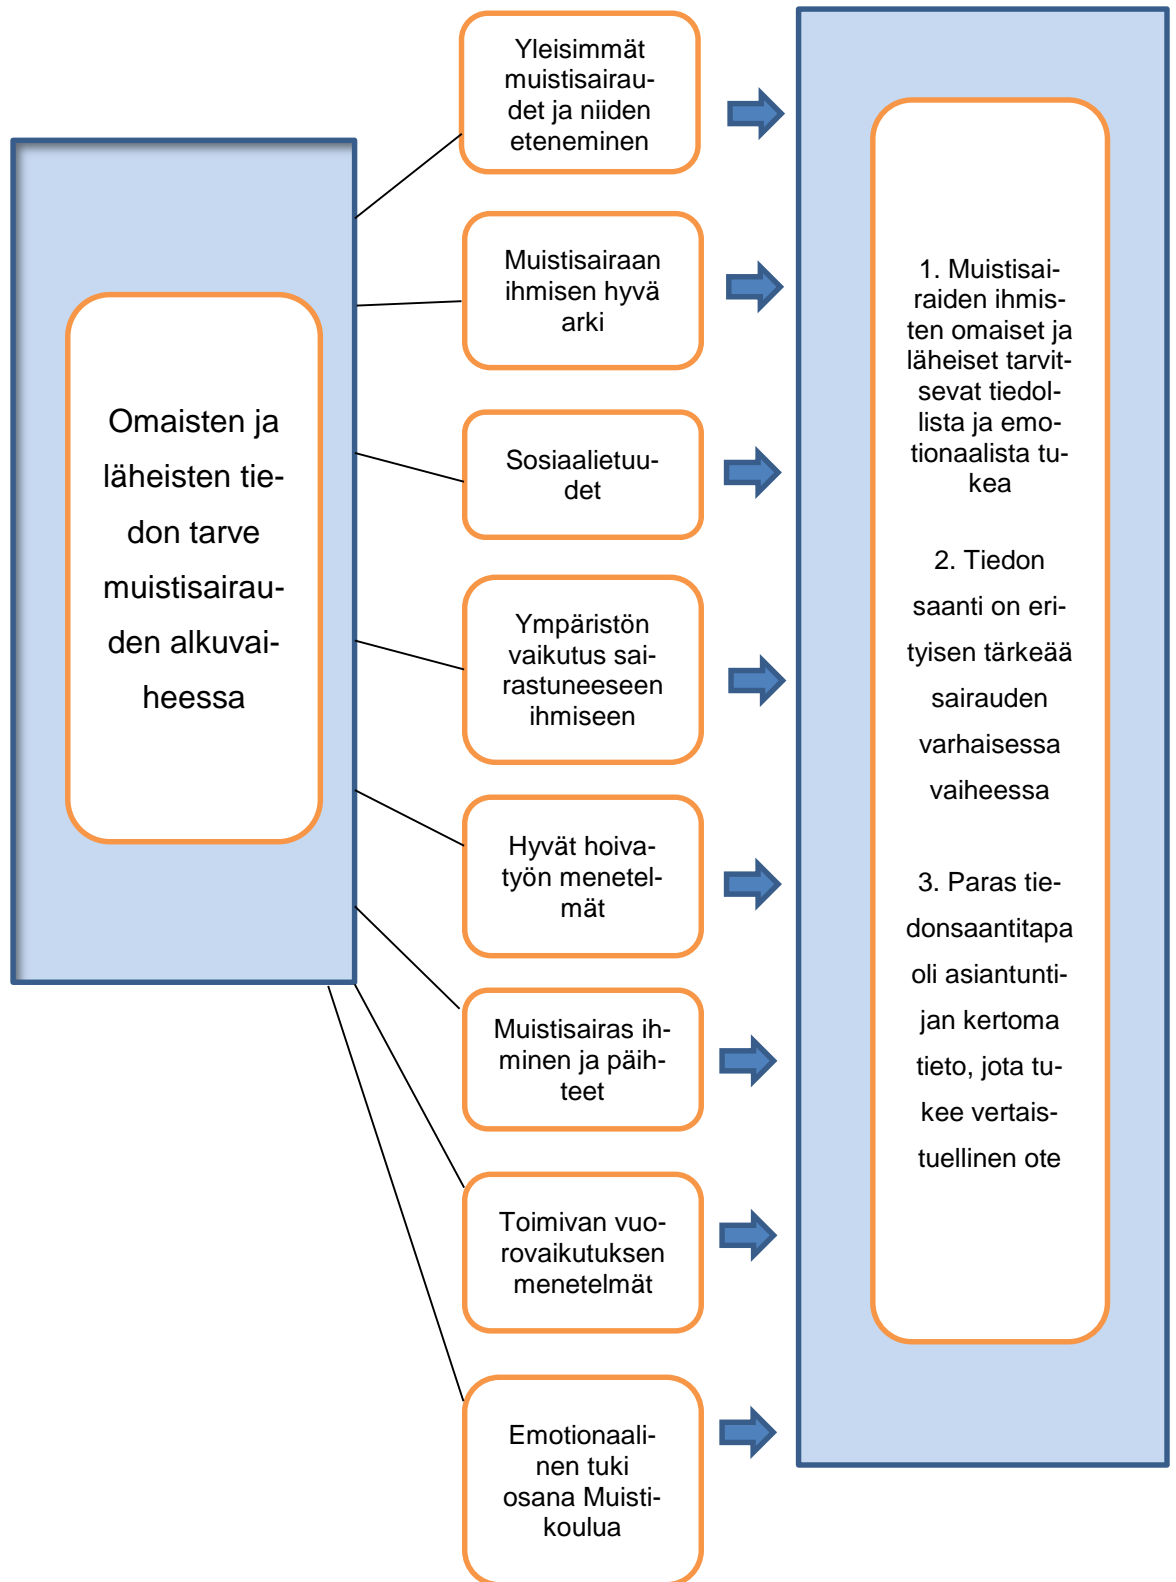 Omaisten ja
läheisten tie-
don tarve
muistisairau-
den alkuvai-
heessa
Yleisimmät
muistisairau-
det ja niiden
eteneminen
Muistisairaan
ihmisen hyvä
arki
Sosiaalietuu-
det
Ympäristön
vaikutus sai-
rastuneeseen
ihmiseen
Hyvät hoiva-
työn menetel-
mät
Muistisairas ih-
minen ja päih-
teet
Toimivan vuo-
rovaikutuksen
menetelmät
Emotionaali-
nen tuki
osana Muisti-
koulua
1. Muistisai-
raiden ihmis-
ten omaiset ja
läheiset tarvit-
sevat tiedol-
lista ja emo-
tionaalista tu-
kea
2. Tiedon
saanti on eri-
tyisen tärkeää
sairauden
varhaisessa
vaiheessa
3. Paras tie-
donsaantitapa
oli asiantunti-
jan kertoma
tieto, jota tu-
kee vertais-
tuellinen ote